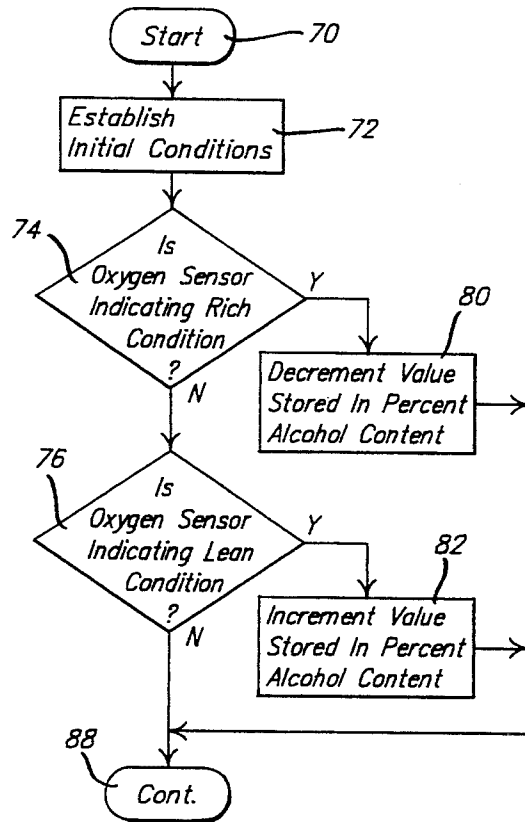 Start
70
Establish
Initial Conditions
72
74
Is
Oxygen Sensor
Indicating Rich
Condition
?
Y
N
80
Decrement Value
Stored In Percent
Alcohol Content
76
Is
Oxygen Sensor
Indicating Lean
Condition
?
Y
N
82
Increment Value
Stored In Percent
Alcohol Content
88
Cont.